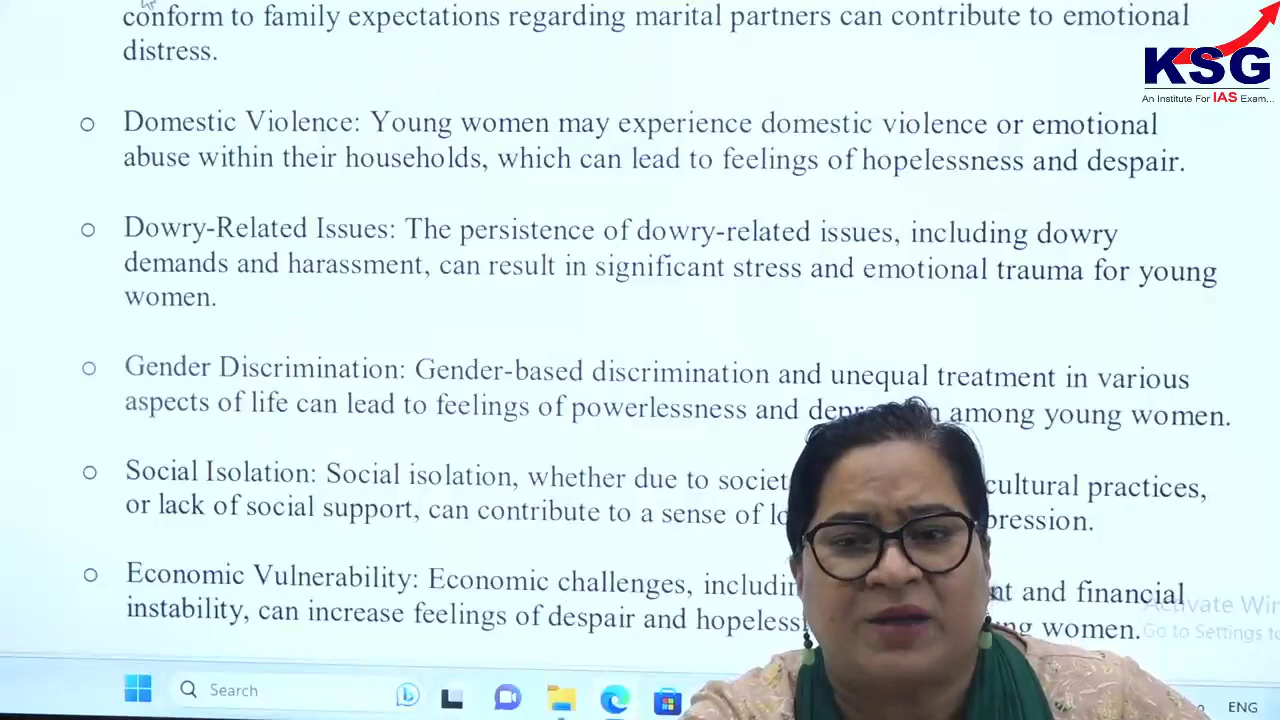 conform to family expectations regarding marital partners can contribute to emotional
distress.
KSG
An Institute For IAS Exam...
Domestic Violence: Young women may experience domestic violence or emotional
abuse within their households, which can lead to feelings of hopelessness and despair.
Dowry-Related Issues: The persistence of dowry-related issues, including dowry
demands and harassment, can result in significant stress and emotional trauma for young
women.
Gender Discrimination: Gender-based discrimination and unequal treatment in various
aspects of life can lead to feelings of powerlessness and among young women.
Social Isolation: Social isolation, whether due to cultural practices,
or lack of social support, can contribute to a sense of
Economic Vulnerability: Economic challenges, and financial
instability, can increase feelings of despair and women.
Activate Win
Go to Settings to
Search
ENG